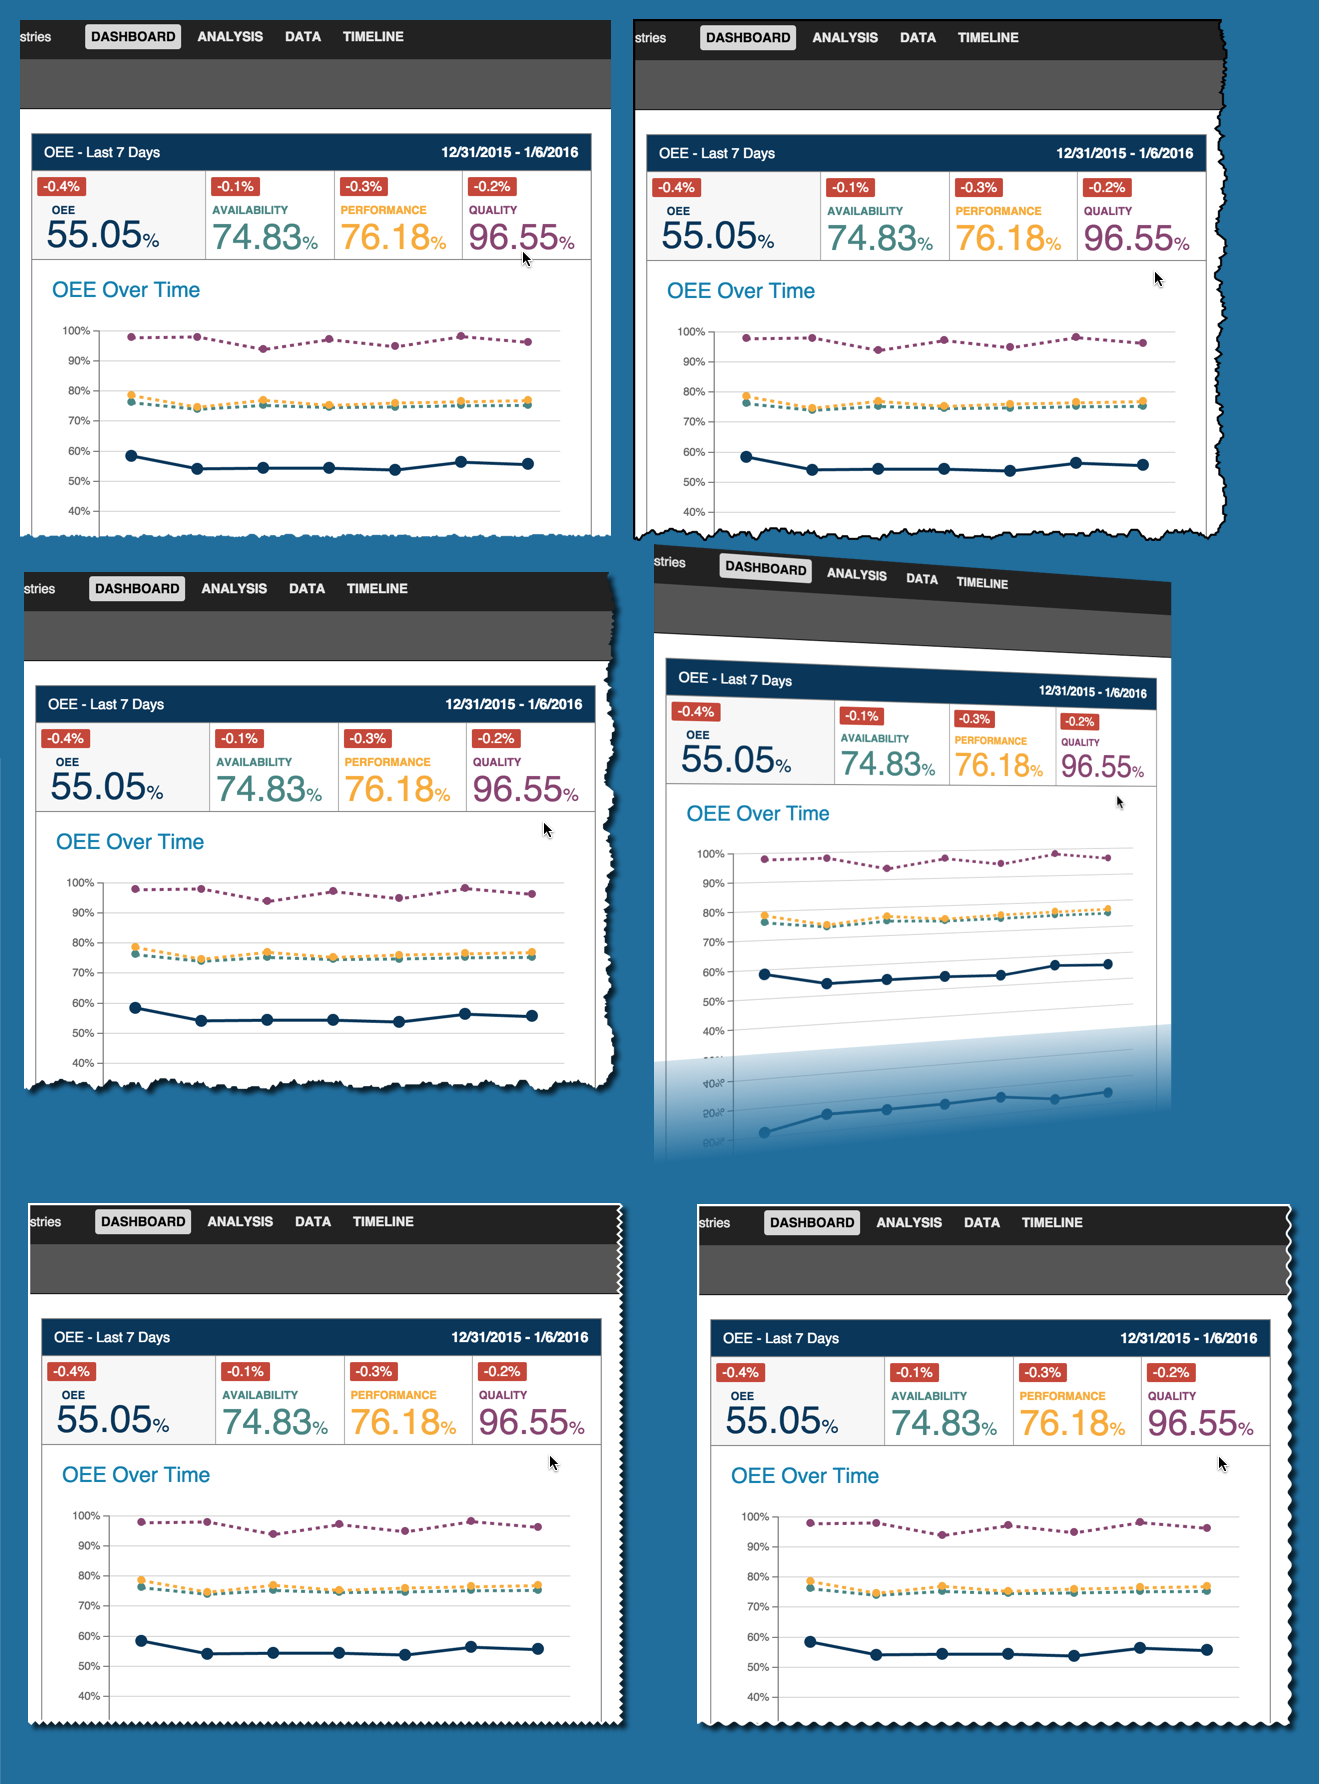 stries DASHBOARD ANALYSIS DATA TIMELINE
OEE - Last 7 Days 12/31/2015 - 1/6/2016
-0.4% -0.1% -0.3% -0.2%
OEE AVAILABILITY PERFORMANCE QUALITY
55.05% 74.83% 76.18% 96.55%
OEE Over Time
100%
90%
80%
70%
60%
50%
40%
stries DASHBOARD ANALYSIS DATA TIMELINE
OEE - Last 7 Days 12/31/2015 - 1/6/2016
-0.4% -0.1% -0.3% -0.2%
OEE AVAILABILITY PERFORMANCE QUALITY
55.05% 74.83% 76.18% 96.55%
OEE Over Time
100%
90%
80%
70%
60%
50%
40%
stries DASHBOARD ANALYSIS DATA TIMELINE
OEE - Last 7 Days 12/31/2015 - 1/6/2016
-0.4% -0.1% -0.3% -0.2%
OEE AVAILABILITY PERFORMANCE QUALITY
55.05% 74.83% 76.18% 96.55%
OEE Over Time
100%
90%
80%
70%
60%
50%
40%
stries DASHBOARD ANALYSIS DATA TIMELINE
OEE - Last 7 Days 12/31/2015 - 1/6/2016
-0.4% -0.1% -0.3% -0.2%
OEE AVAILABILITY PERFORMANCE QUALITY
55.05% 74.83% 76.18% 96.55%
OEE Over Time
100%
90%
80%
70%
60%
50%
40%
stries DASHBOARD ANALYSIS DATA TIMELINE
OEE - Last 7 Days 12/31/2015 - 1/6/2016
-0.4% -0.1% -0.3% -0.2%
OEE AVAILABILITY PERFORMANCE QUALITY
55.05% 74.83% 76.18% 96.55%
OEE Over Time
100%
90%
80%
70%
60%
50%
40%
stries DASHBOARD ANALYSIS DATA TIMELINE
OEE - Last 7 Days 12/31/2015 - 1/6/2016
-0.4% -0.1% -0.3% -0.2%
OEE AVAILABILITY PERFORMANCE QUALITY
55.05% 74.83% 76.18% 96.55%
OEE Over Time
100%
90%
80%
70%
60%
50%
40%